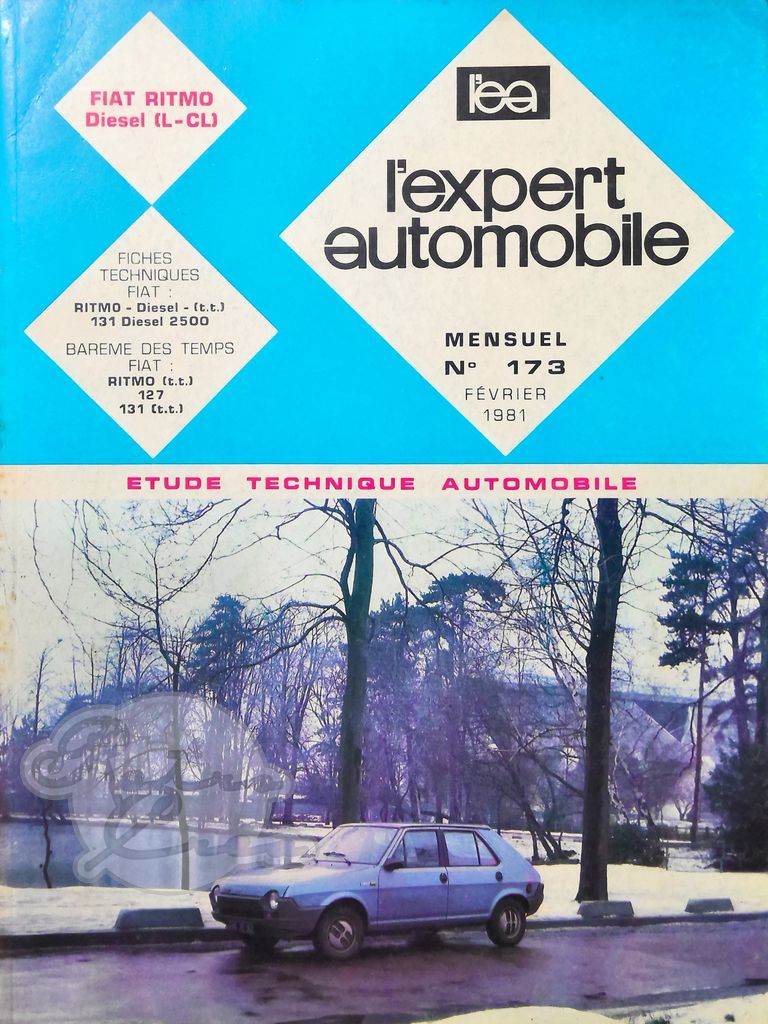 FIAT RITMO
Diesel (L-CL)
FICHES
TECHNIQUES
FIAT :
RITMO - Diesel - (t.t.)
131 Diesel 2500
BAREME DES TEMPS
FIAT :
RITMO (t.t.)
127
131 (t.t.)
l'ea
l'expert
automobile
MENSUEL
No 173
FÉVRIER
1981
ETUDE TECHNIQUE AUTOMOBILE